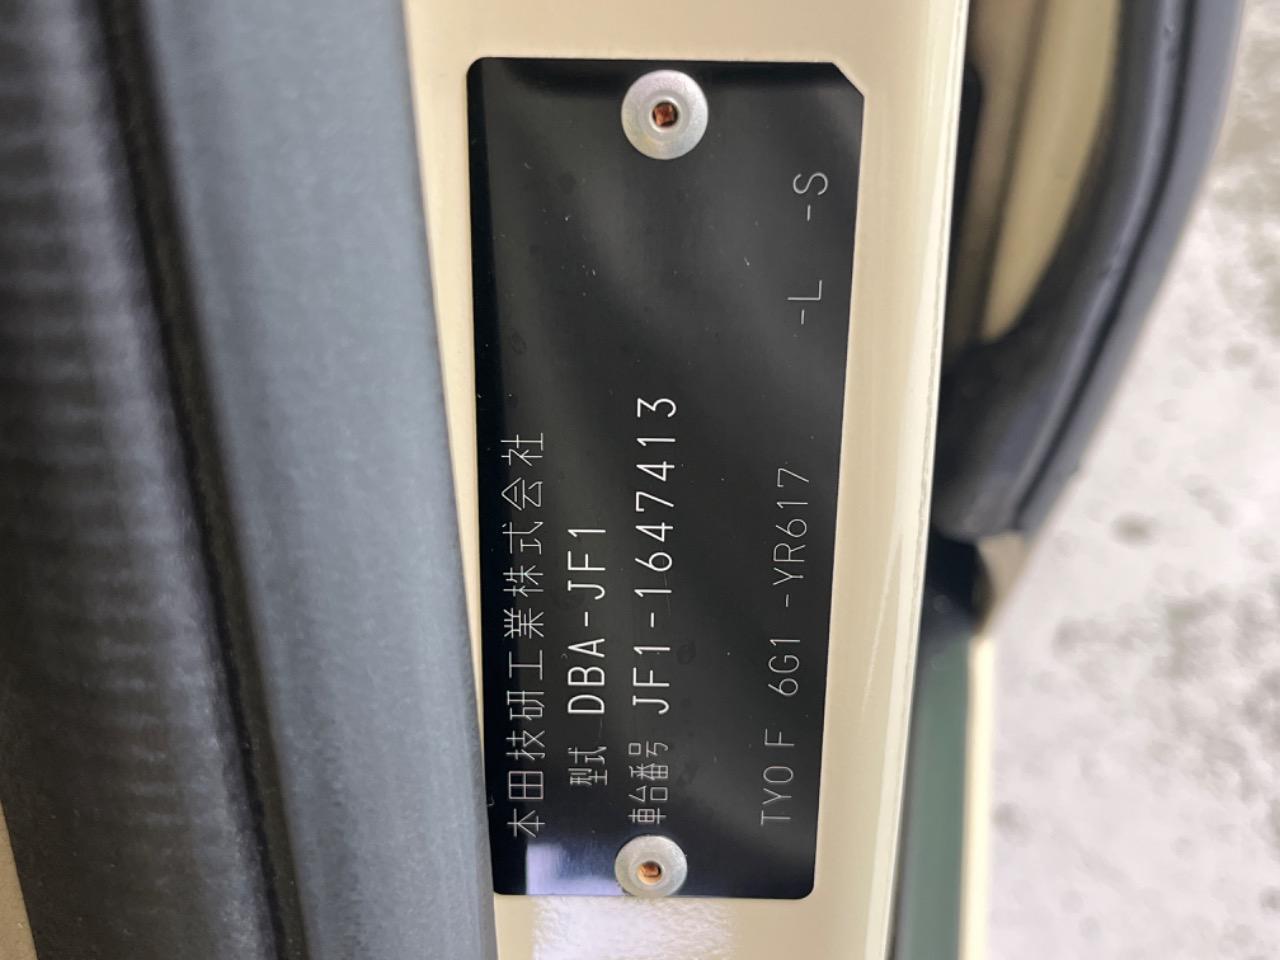 本田技研工業株式会社
型式 DBA-JF1
車台番号 JF1-1647413
TY0F 6G1 -YR617 -L -S